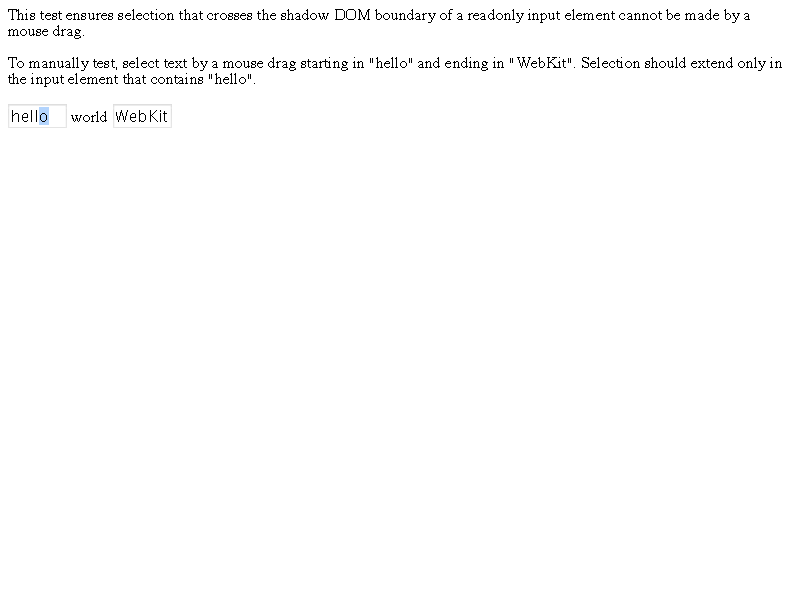 This test ensures selection that crosses the shadow DOM boundary of a readonly input element cannot be made by a
mouse drag.
To manually test, select text by a mouse drag starting in "hello" and ending in "WebKit". Selection should extend only in
the input element that contains "hello".
hello world WebKit